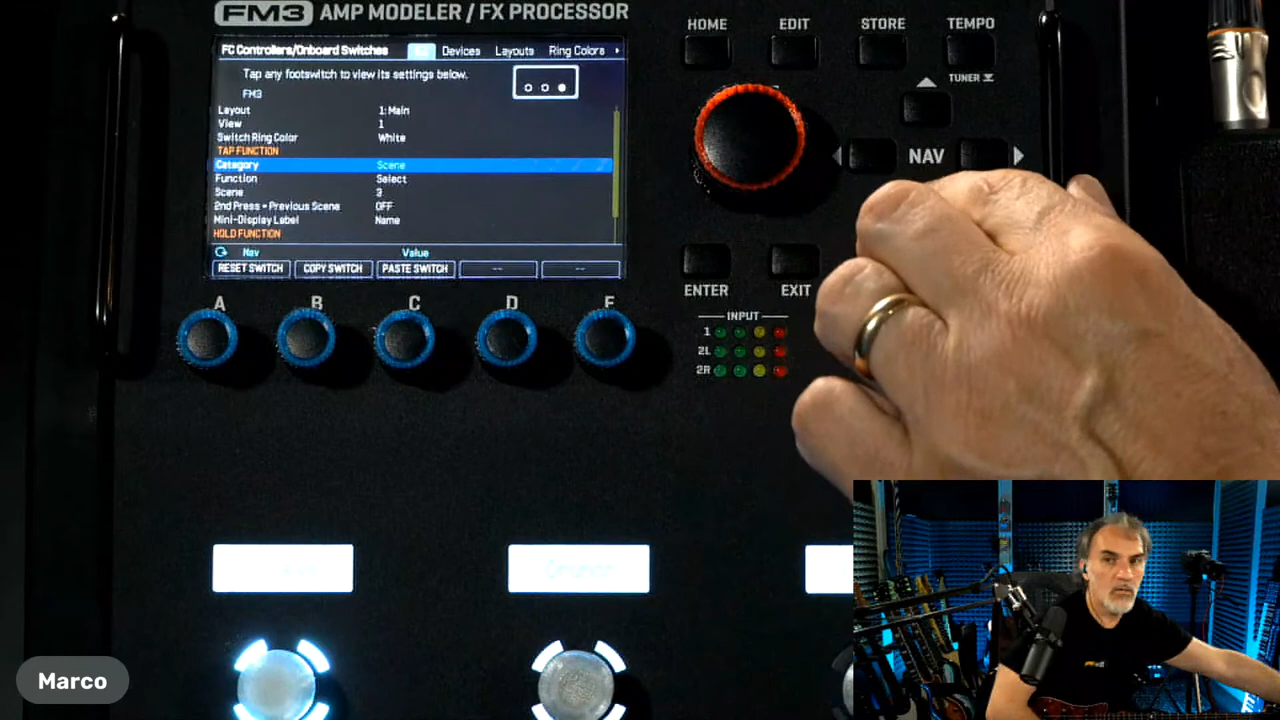 FM3 AMP MODELER / FX PROCESSOR
HOME EDIT STORE TEMPO
FC Controllers/Onboard Switches Devices Layouts Ring Colors
Tap any footswitch to view its settings below.
FM3
Layout 1: Main
View 1
Switch Ring Color White
TAP FUNCTION
Category Scene
Function Select
Scene 3
2nd Press = Previous Scene OFF
Mini-Display Label Name
HOLD FUNCTION
Nav Value
RESET SWITCH COPY SWITCH PASTE SWITCH -- --
TUNER
NAV
ENTER EXIT
A B C D E
INPUT
1
2L
2R
Marco